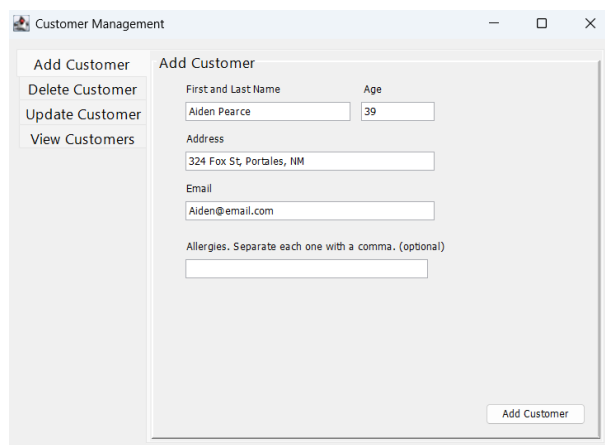 Customer Management
Add Customer
Delete Customer
Update Customer
View Customers
Add Customer
First and Last Name Age
Aiden Pearce 39
Address
324 Fox St, Portales, NM
Email
Aiden@email.com
Allergies. Separate each one with a comma. (optional)
Add Customer